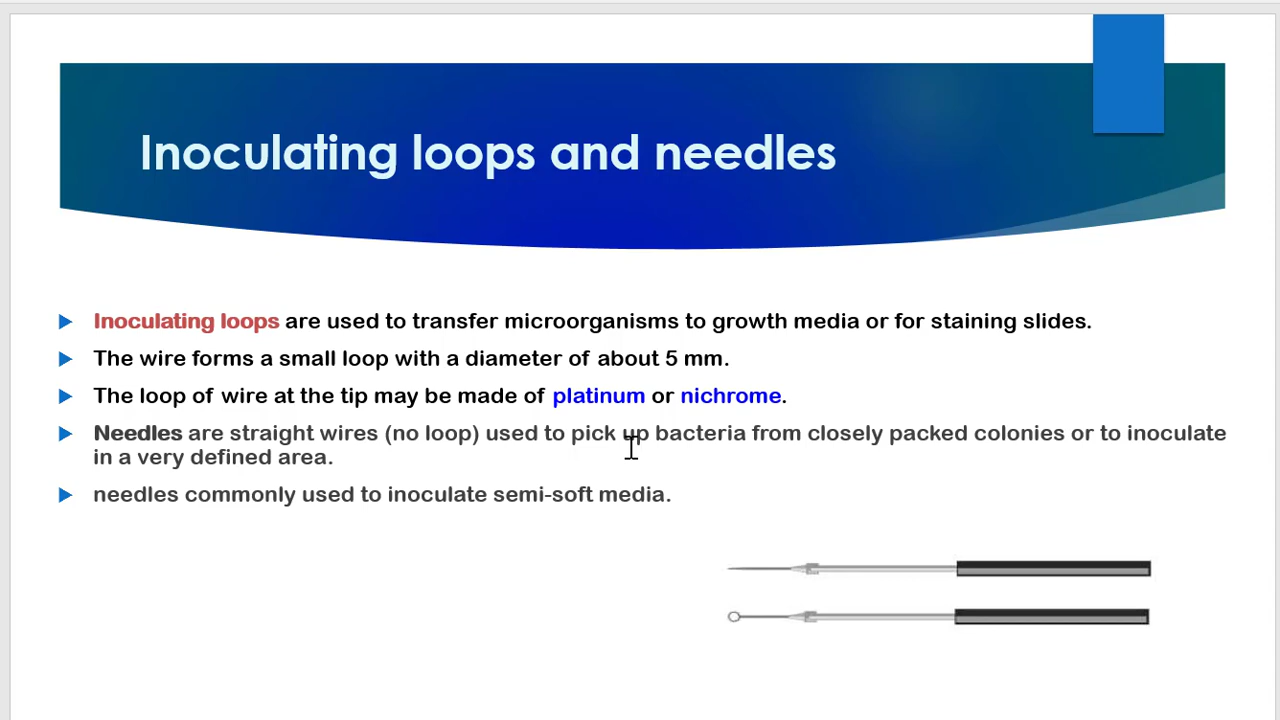 Inoculating loops and needles
Inoculating loops are used to transfer microorganisms to growth media or for staining slides.
The wire forms a small loop with a diameter of about 5 mm.
The loop of wire at the tip may be made of platinum or nichrome.
Needles are straight wires (no loop) used to pick up bacteria from closely packed colonies or to inoculate
in a very defined area.
needles commonly used to inoculate semi-soft media.